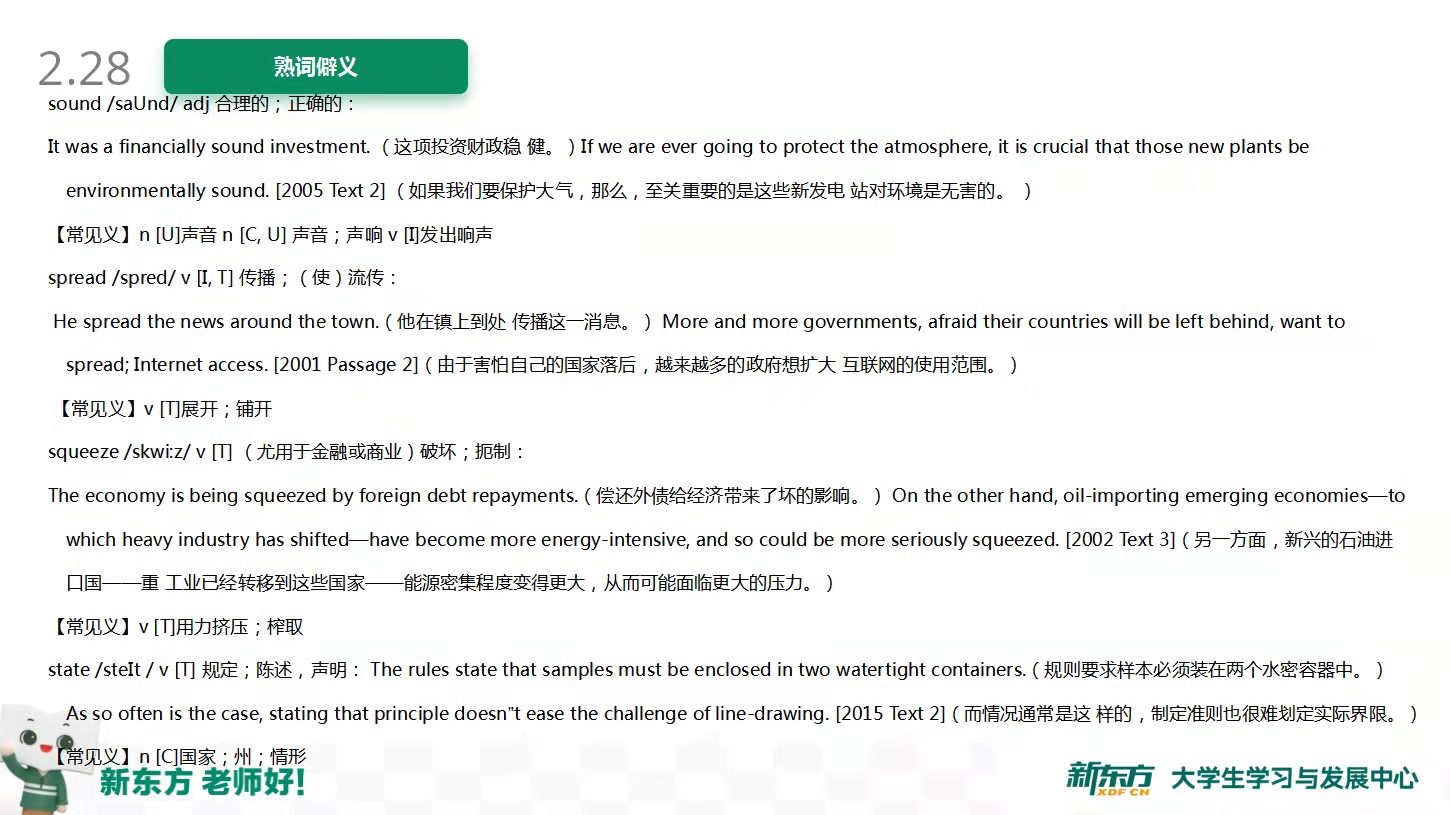 2.28
熟词僻义
sound /saUnd/ adj 合理的；正确的：
It was a financially sound investment. （这项投资财政稳 健。）If we are ever going to protect the atmosphere, it is crucial that those new plants be
environmentally sound. [2005 Text 2] （如果我们要保护大气，那么，至关重要的是这些新发电 站对环境是无害的。 ）
【常见义】n [U]声音 n [C, U] 声音；声响 v [I]发出响声
spread /spred/ v [I, T] 传播；（使）流传：
He spread the news around the town.（他在镇上到处 传播这一消息。） More and more governments, afraid their countries will be left behind, want to
spread; Internet access. [2001 Passage 2]（由于害怕自己的国家落后，越来越多的政府想扩大 互联网的使用范围。）
【常见义】v [T]展开；铺开
squeeze /skwi:z/ v [T] （尤用于金融或商业）破坏；扼制：
The economy is being squeezed by foreign debt repayments.（偿还外债给经济带来了坏的影响。） On the other hand, oil-importing emerging economies—to
which heavy industry has shifted—have become more energy-intensive, and so could be more seriously squeezed. [2002 Text 3]（另一方面，新兴的石油进
口国——重 工业已经转移到这些国家——能源密集程度变得更大，从而可能面临更大的压力。）
【常见义】v [T]用力挤压；榨取
state /steIt / v [T] 规定；陈述，声明： The rules state that samples must be enclosed in two watertight containers.（规则要求样本必须装在两个水密容器中。）
As so often is the case, stating that principle doesn‟t ease the challenge of line-drawing. [2015 Text 2]（而情况通常是这 样的，制定准则也很难划定实际界限。）
【常见义】n [C]国家；州；情形
新东方 老师好！
新东方 XDF.CN 大学生学习与发展中心